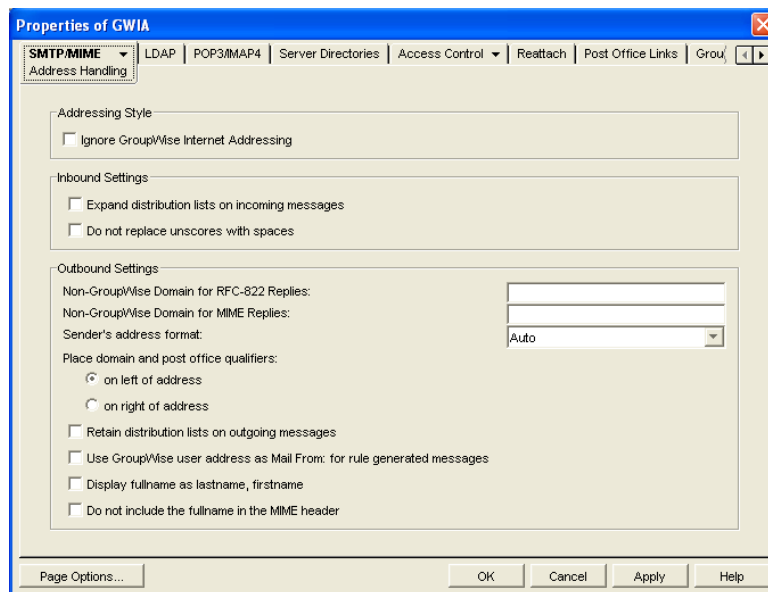 Properties of GWIA
SMTP/MIME LDAP POP3/IMAP4 Server Directories Access Control Reattach Post Office Links Grou
Address Handling
Addressing Style
Ignore GroupWise Internet Addressing
Inbound Settings
Expand distribution lists on incoming messages
Do not replace unscores with spaces
Outbound Settings
Non-GroupWise Domain for RFC-822 Replies:
Non-GroupWise Domain for MIME Replies:
Sender's address format: Auto
Place domain and post office qualifiers:
on left of address
on right of address
Retain distribution lists on outgoing messages
Use GroupWise user address as Mail From: for rule generated messages
Display fullname as lastname, firstname
Do not include the fullname in the MIME header
Page Options... OK Cancel Apply Help